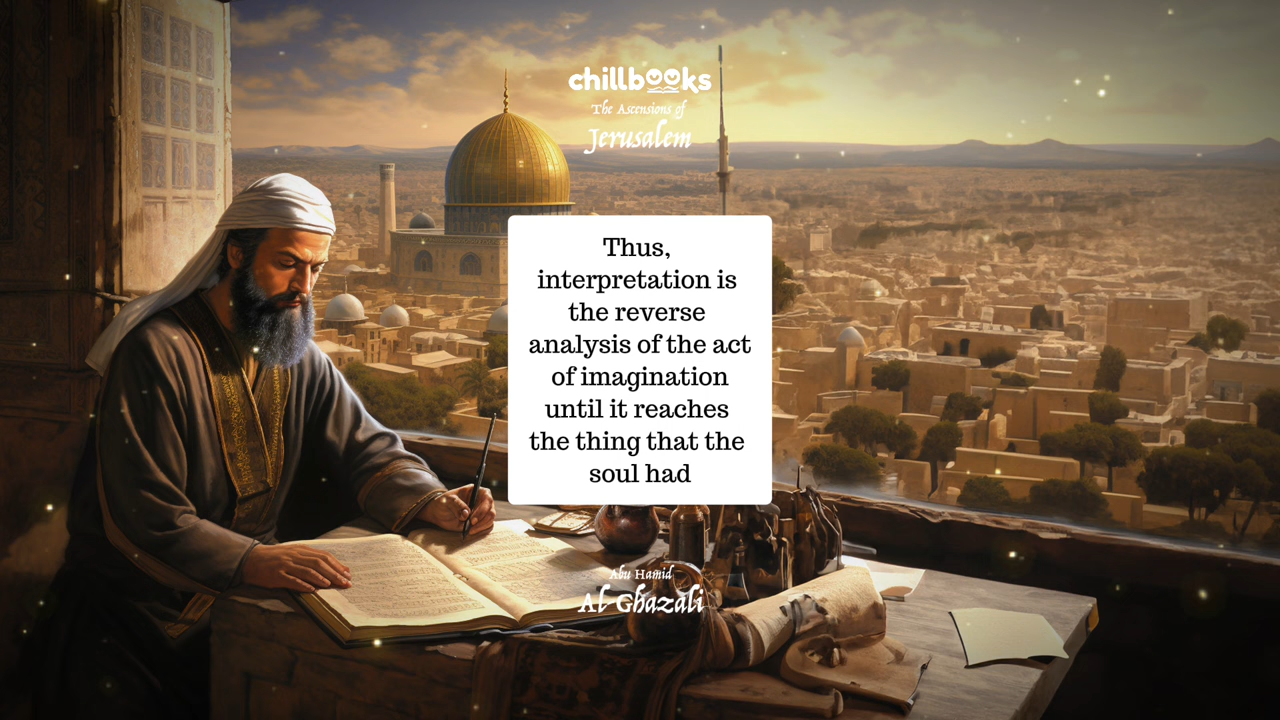 chillbooks
The Ascensions of
Jerusalem
Thus,
interpretation is
the reverse
analysis of the act
of imagination
until it reaches
the thing that the
soul had
Abu Hamid
Al-Ghazali